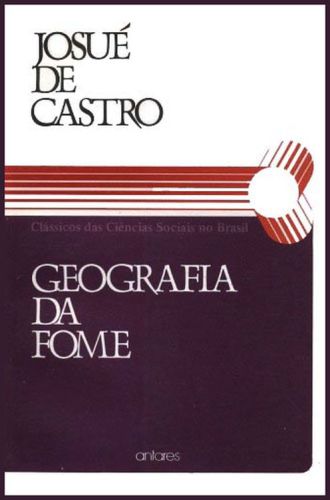 JOSUÉ
DE
CASTRO
Clássicos das Ciências Sociais no Brasil
GEOGRAFIA
DA
FOME
antares